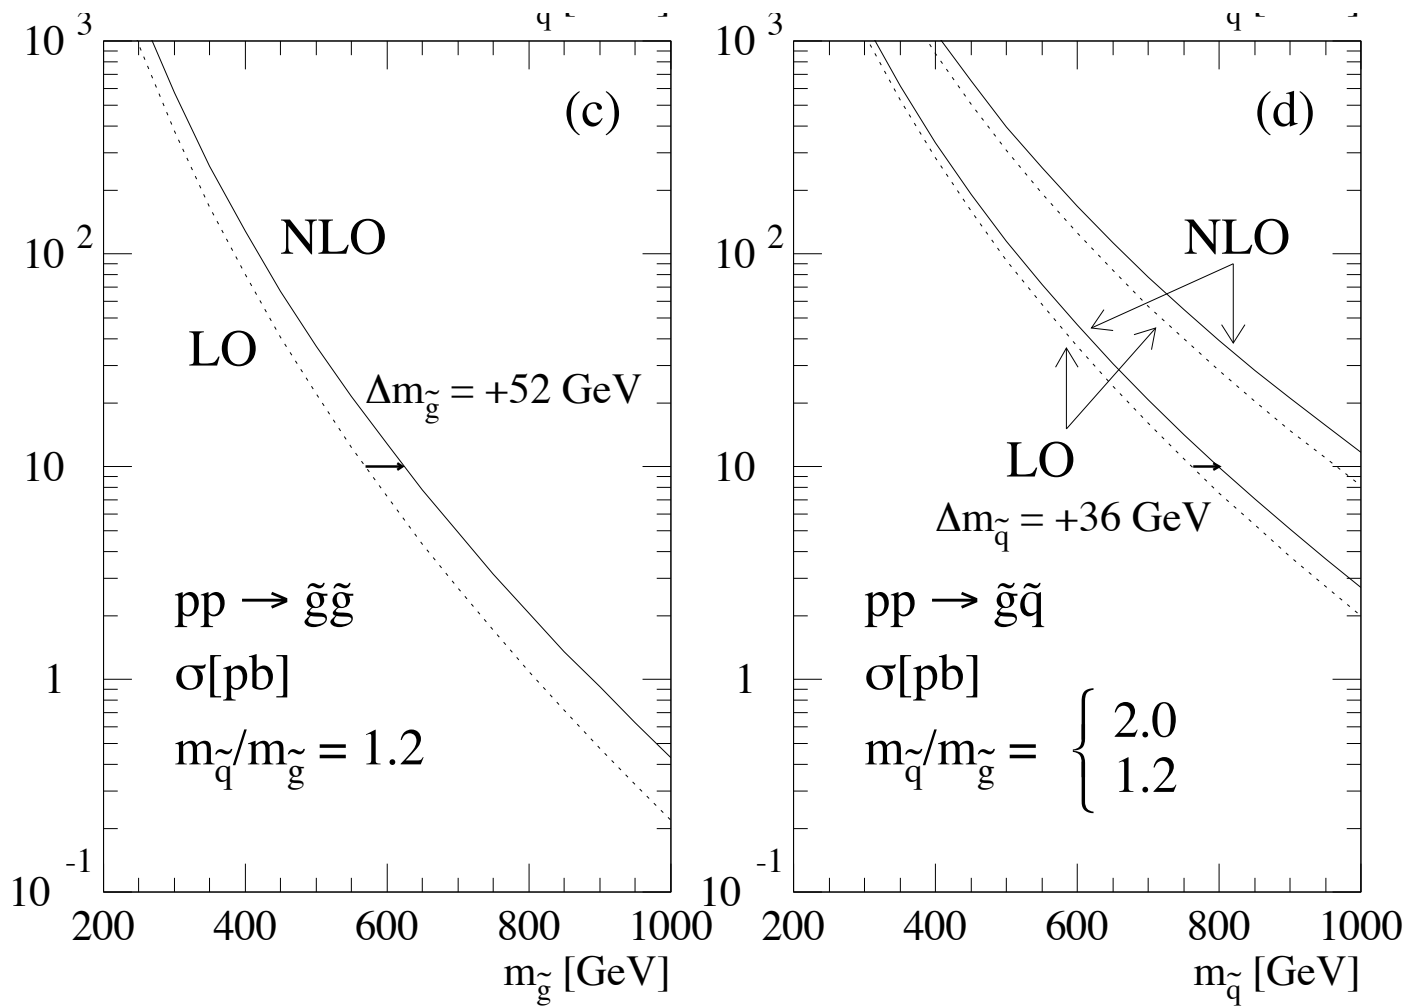 10³
(c)
NLO
10²
LO
Δm_g̃ = +52 GeV
10
pp → g̃g̃
σ[pb]
1
m_q̃/m_g̃ = 1.2
10⁻¹
200 400 600 800 1000
m_g̃ [GeV]
10³
(d)
NLO
10²
LO
10
Δm_q̃ = +36 GeV
pp → g̃q̃
σ[pb]
1
m_q̃/m_g̃ = { 2.0
1.2
10⁻¹
200 400 600 800 1000
m_q̃ [GeV]